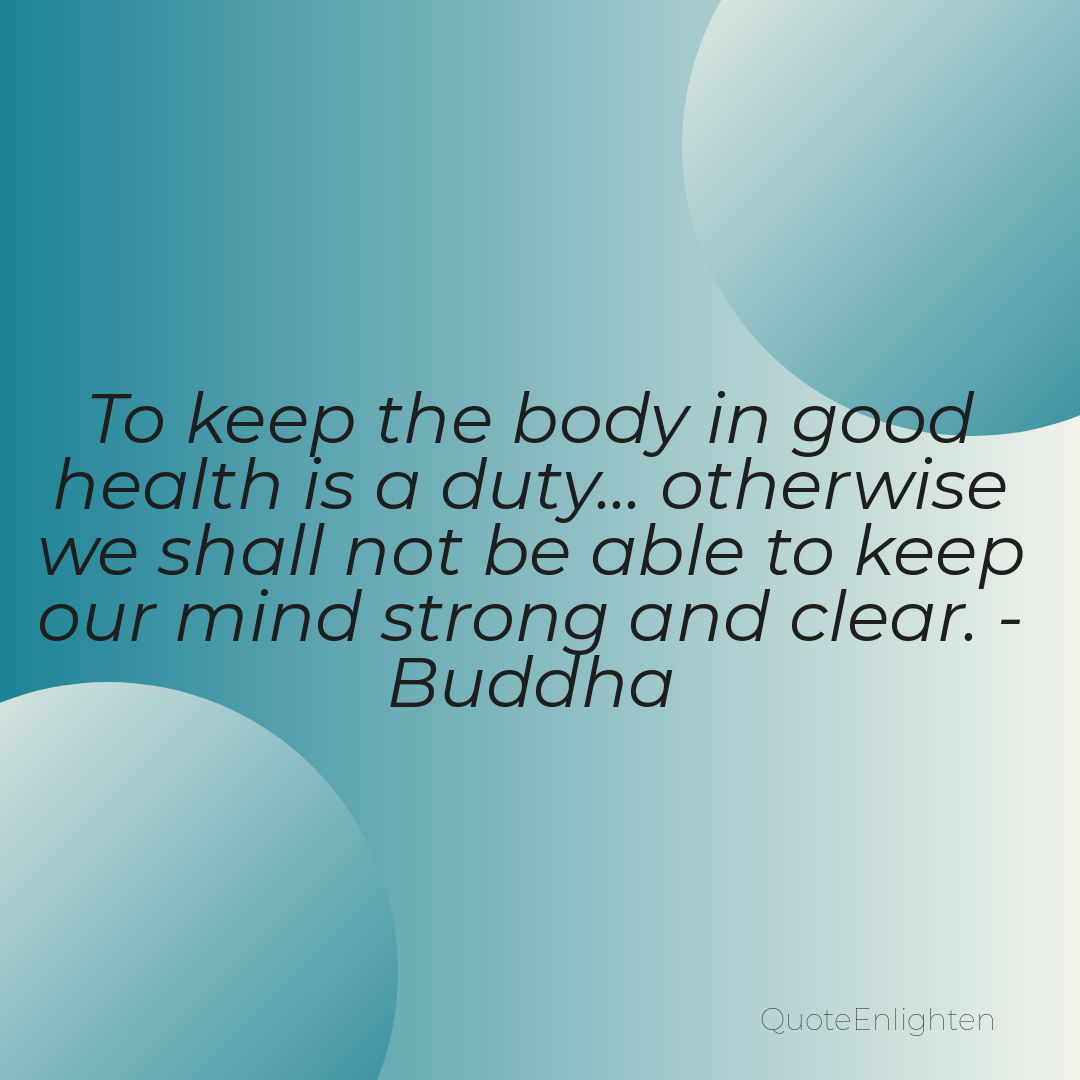 To keep the body in good
health is a duty... otherwise
we shall not be able to keep
our mind strong and clear. -
Buddha
QuoteEnlighten